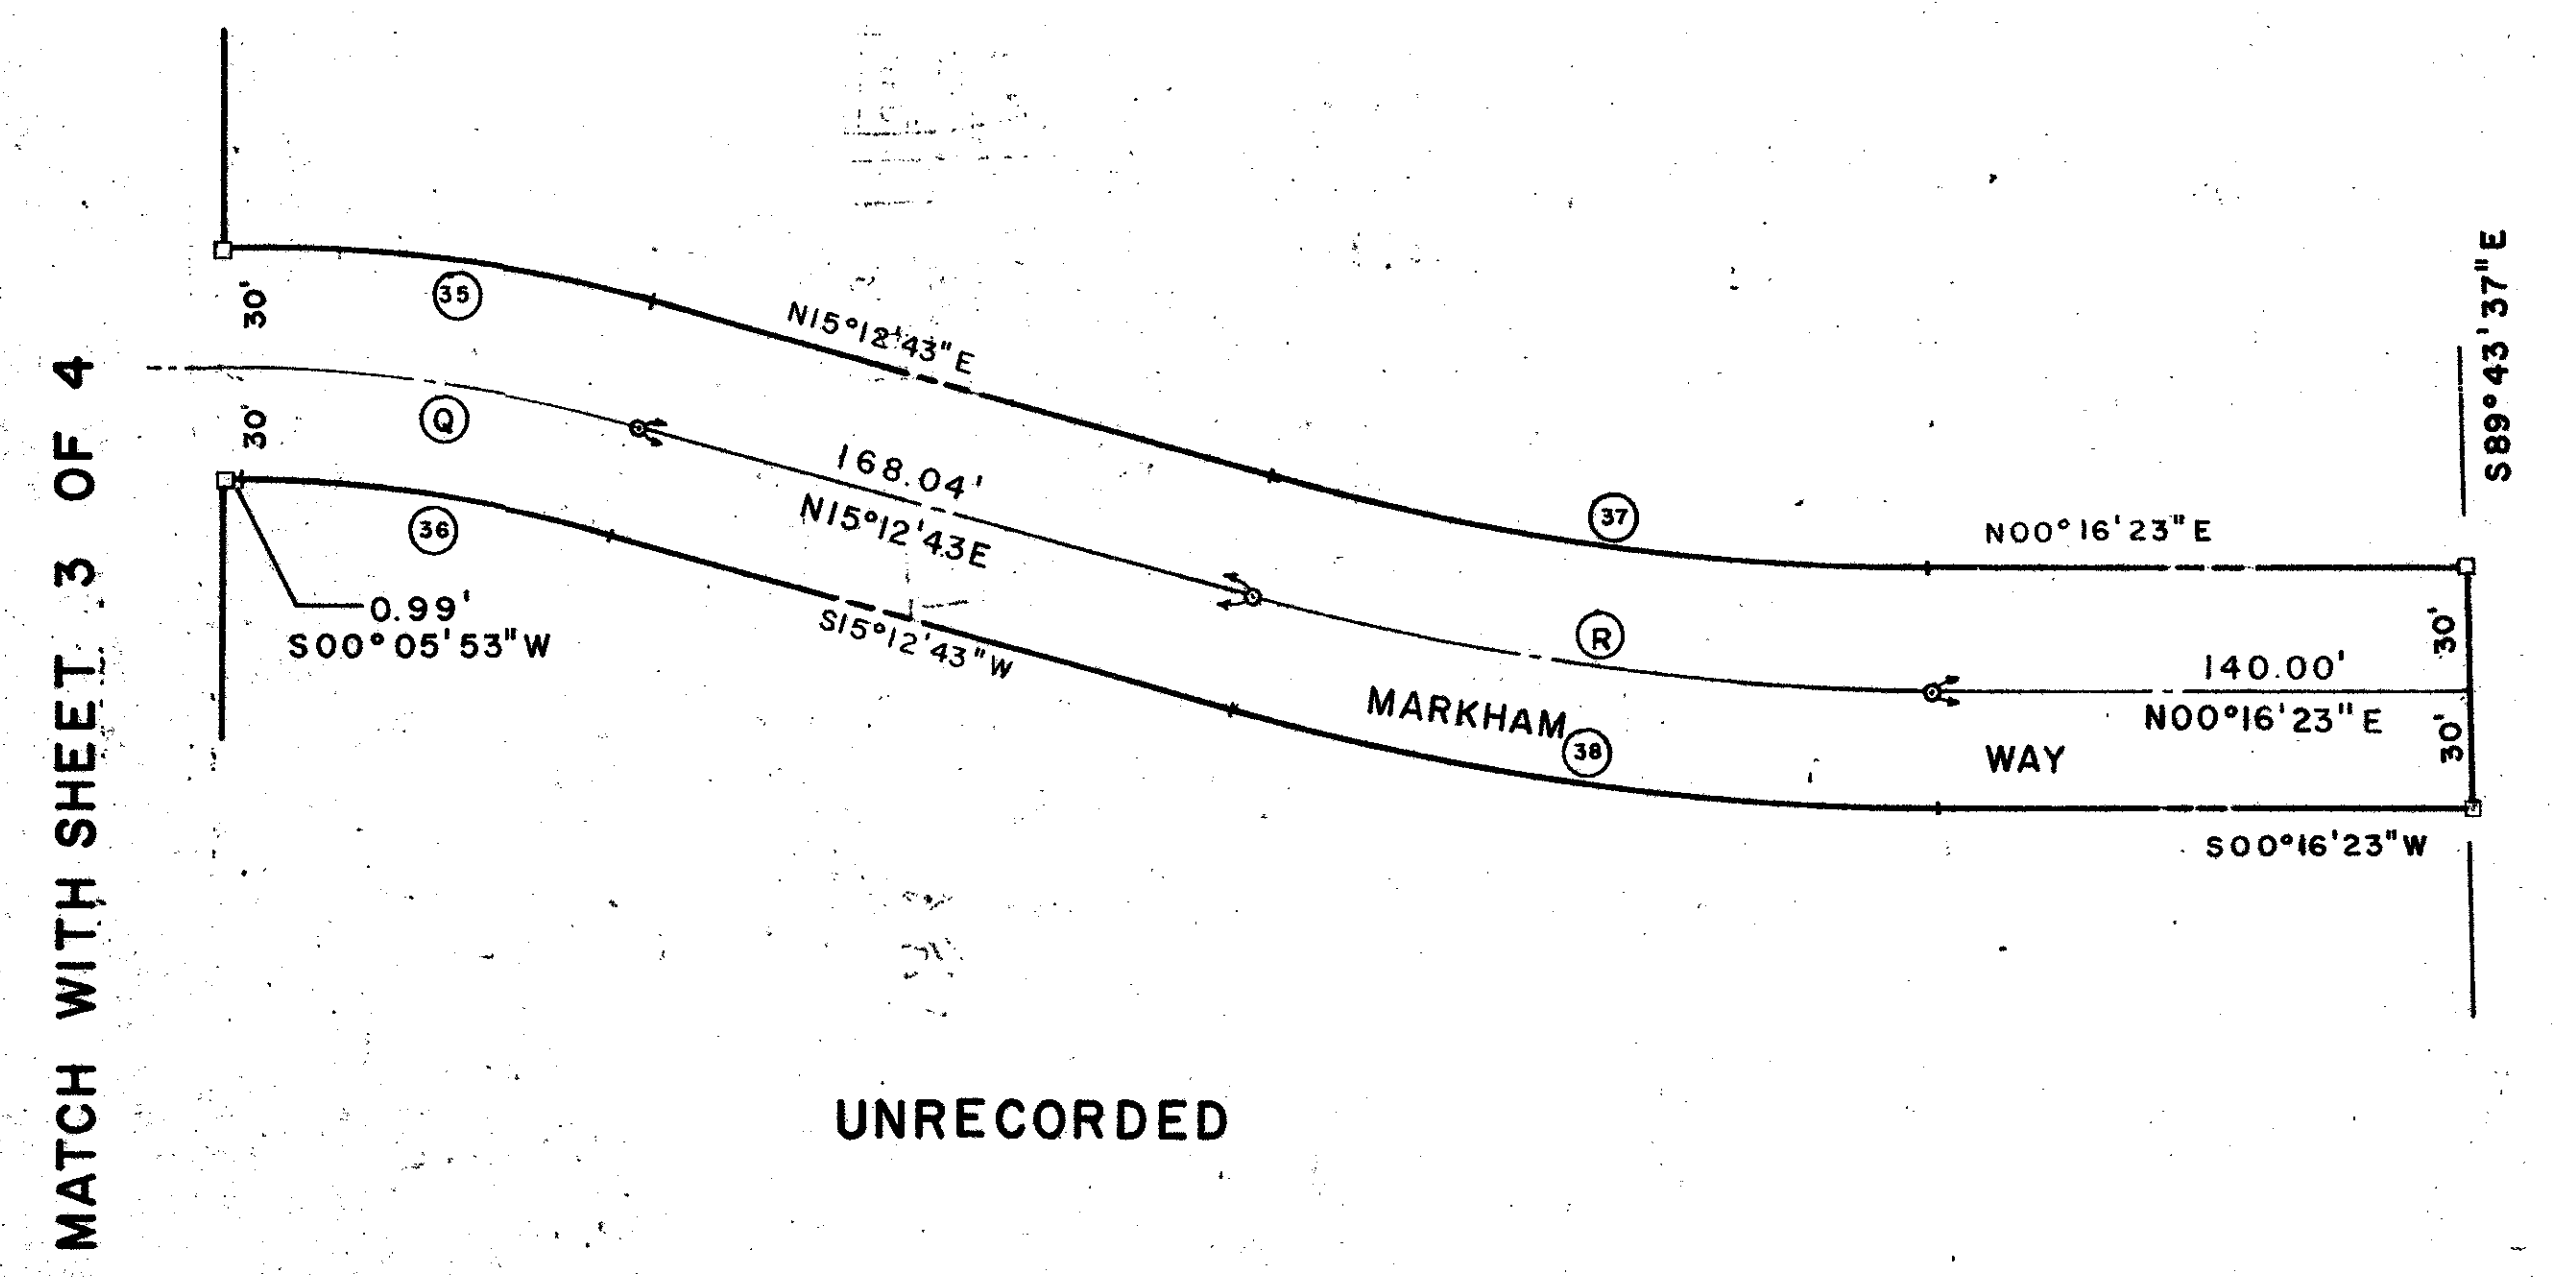 MATCH WITH SHEET 3 OF 4
30'
35
N15°12'43"E
S89°43'37"E
30'
Q
168.04'
N15°12'43E
36
37
N00°16'23"E
0.99'
S00°05'53"W
S15°12'43"W
R
30'
140.00'
N00°16'23"E
30'
MARKHAM
38
WAY
S00°16'23"W
UNRECORDED